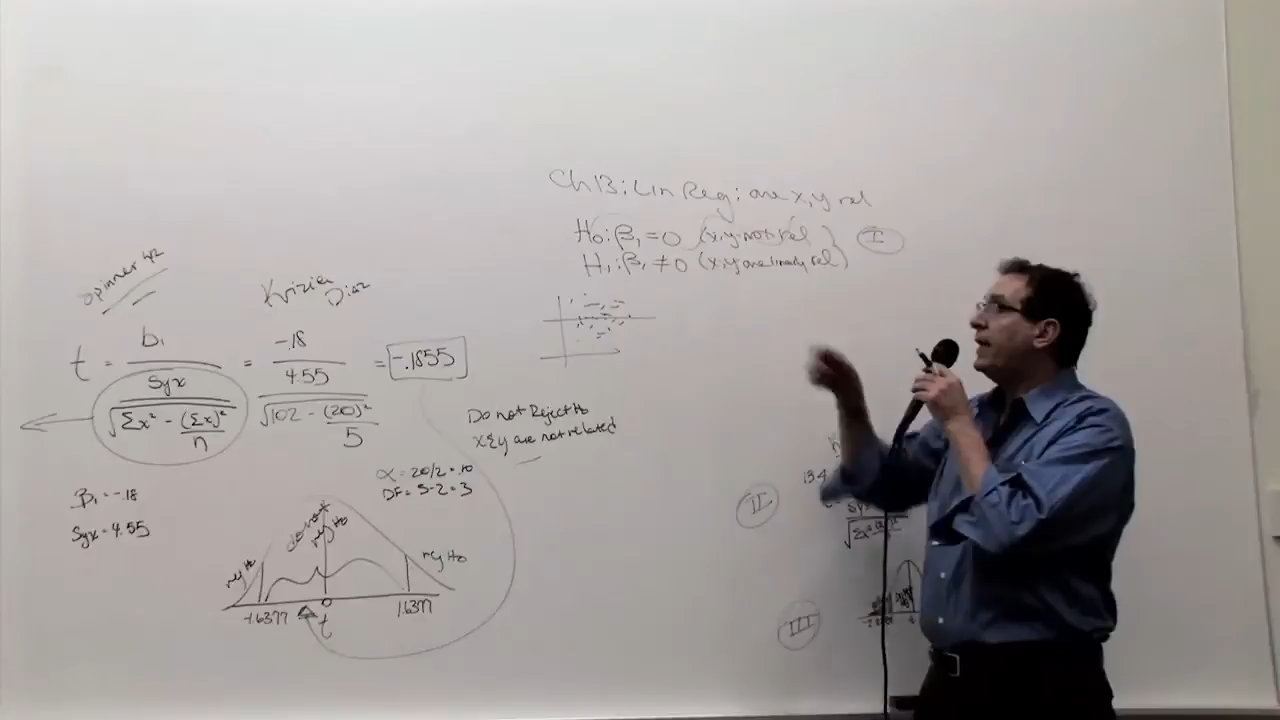 Ch13: Lin Reg: are x, y rel
H₀: β₁ = 0 (x, y not rel) I
H₁: β₁ ≠ 0 (x, y are linearly rel)
Spinner 42
Krizia Diaz
t = b₁ / (Syx / √(Σx² - (Σx)²/n)) = -.18 / (4.55 / √(102 - (20)²/5)) = -.1855
Do not Reject H₀
x & y are not related
α = 20/2 = .10
DF = 5-2 = 3
β₁ = -.18
Syx = 4.55
rej H₀
do not rej H₀
rej H₀
-1.6377 0 1.6377
t
II
III